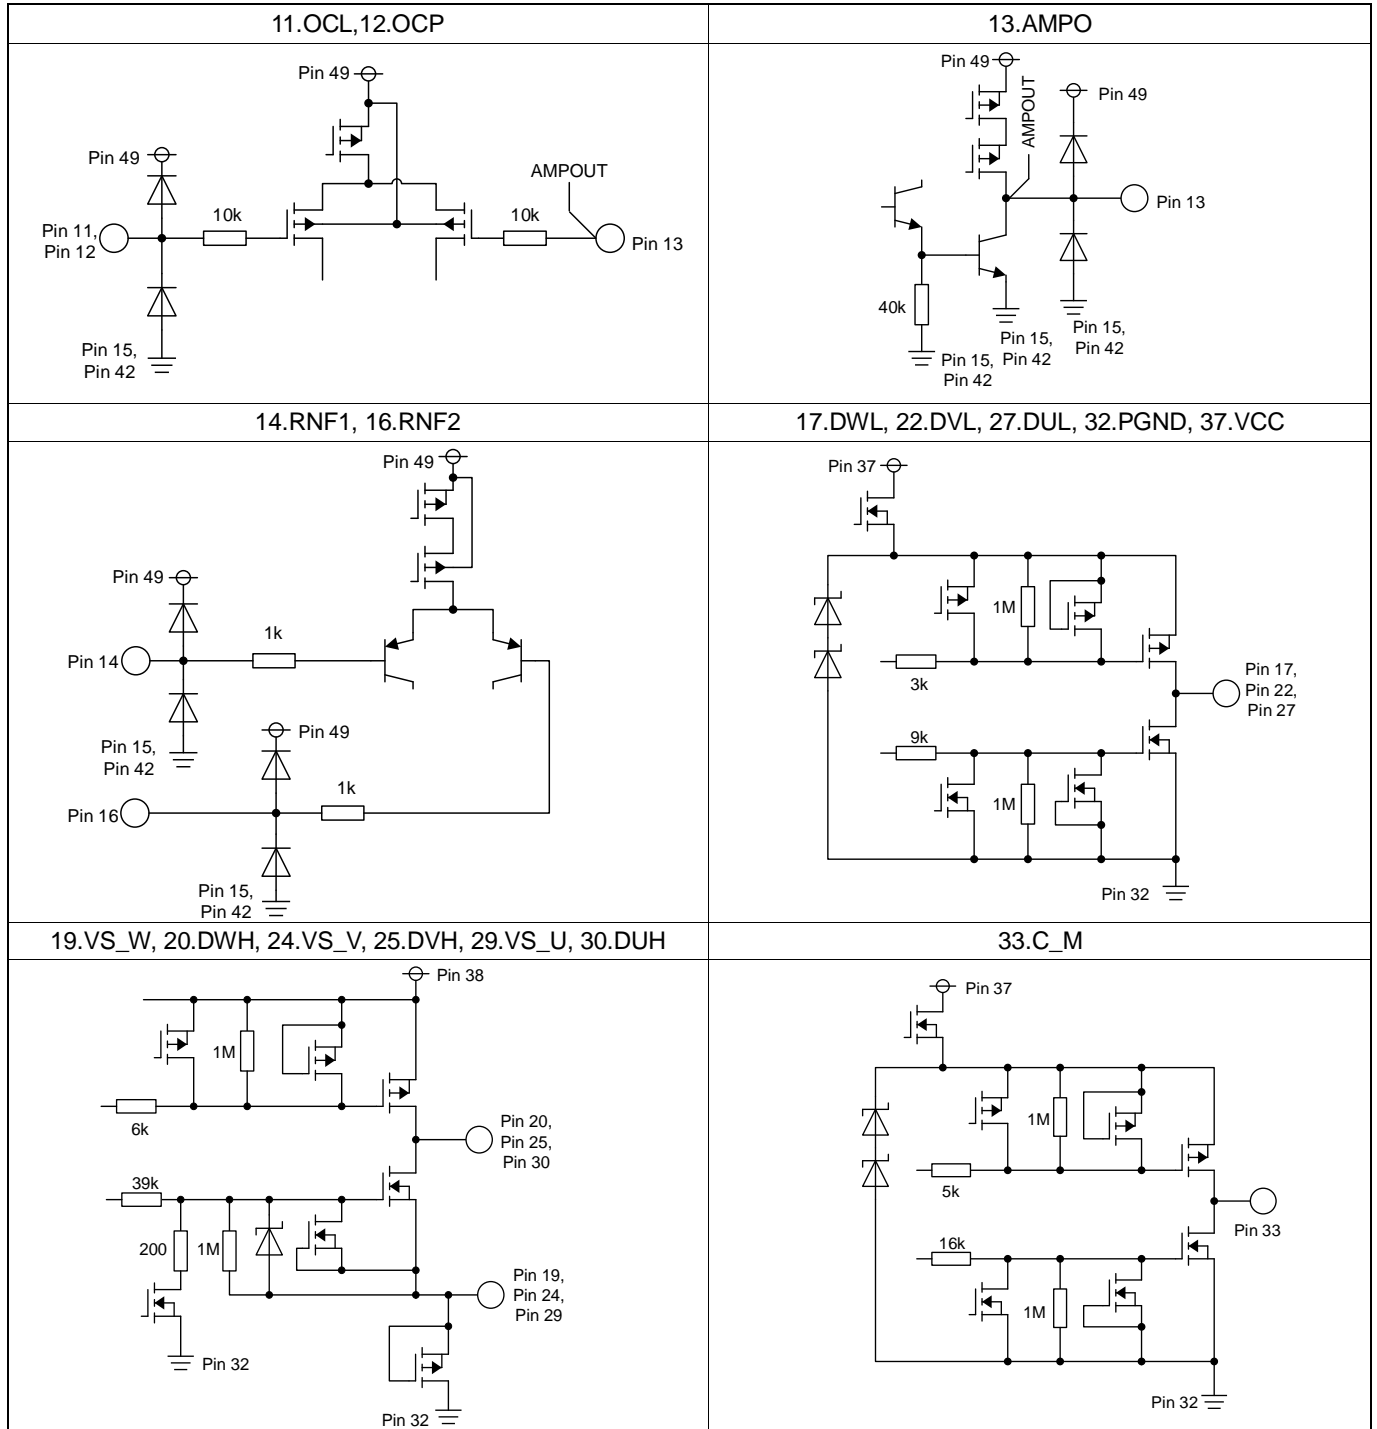 11.OCL,12.OCP
Pin 49
Pin 49
AMPOUT
10k
10k
Pin 11,
Pin 12
Pin 13
Pin 15,
Pin 42
13.AMPO
Pin 49
AMPOUT
Pin 49
Pin 13
40k
Pin 15,
Pin 42
Pin 15,
Pin 42
Pin 15,
Pin 42
14.RNF1, 16.RNF2
Pin 49
Pin 49
1k
Pin 14
Pin 15,
Pin 42
Pin 49
1k
Pin 16
Pin 15,
Pin 42
17.DWL, 22.DVL, 27.DUL, 32.PGND, 37.VCC
Pin 37
1M
3k
Pin 17,
Pin 22,
Pin 27
9k
1M
Pin 32
19.VS_W, 20.DWH, 24.VS_V, 25.DVH, 29.VS_U, 30.DUH
Pin 38
1M
6k
Pin 20,
Pin 25,
Pin 30
39k
200
1M
Pin 19,
Pin 24,
Pin 29
Pin 32
Pin 32
33.C_M
Pin 37
1M
5k
Pin 33
16k
1M
Pin 32